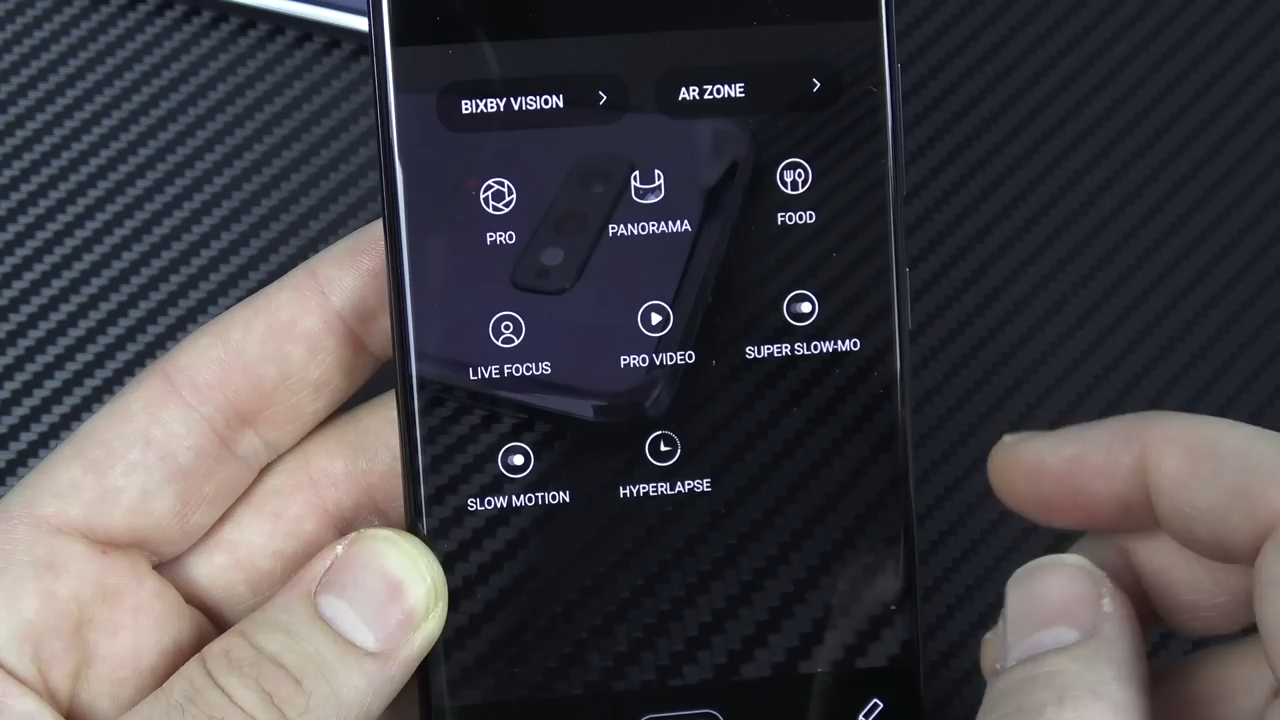 BIXBY VISION
AR ZONE
PRO
PANORAMA
FOOD
LIVE FOCUS
PRO VIDEO
SUPER SLOW-MO
SLOW MOTION
HYPERLAPSE